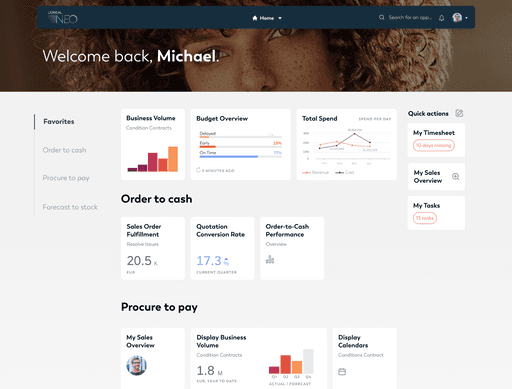 L'ORÉAL
NEO
Home
Search for an app...
Welcome back, Michael.
Favorites
Order to cash
Procure to pay
Forecast to stock
Business Volume
Condition Contracts
Budget Overview
Delayed
Early
On Time
3 MINUTES AGO
Total Spend
SPEND PER DAY
Revenue
Cost
Quick actions
My Timesheet
10 days missing
My Sales
Overview
My Tasks
15 tasks
Order to cash
Sales Order
Fulfillment
Resolve Issues
20.5 K
EUR
Quotation
Conversion Rate
17.3 %
CURRENT QUARTER
Order-to-Cash
Performance
Overview
Procure to pay
My Sales
Overview
Display Business
Volume
Condition Contracts
1.8 M
EUR, YEAR TO DATE
Q1 Q2 Q3 Q4
ACTUAL / FORECAST
Display
Calendars
Conditions Contract